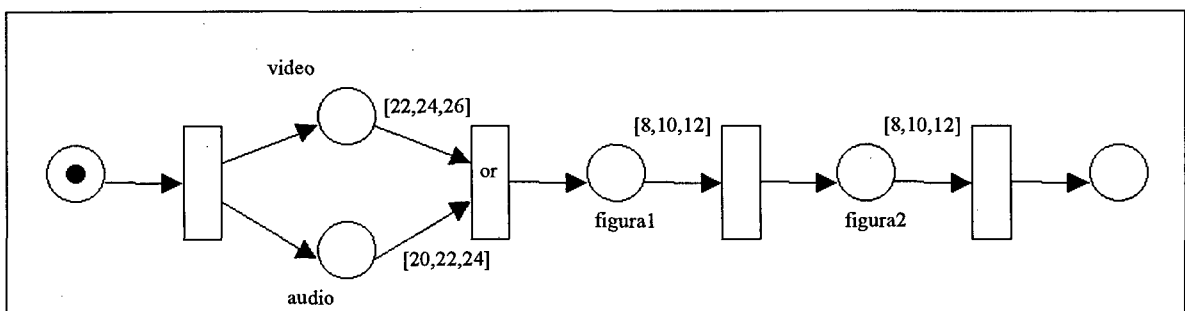 video
[22,24,26]
[8,10,12]
[8,10,12]
or
figura1
figura2
[20,22,24]
audio